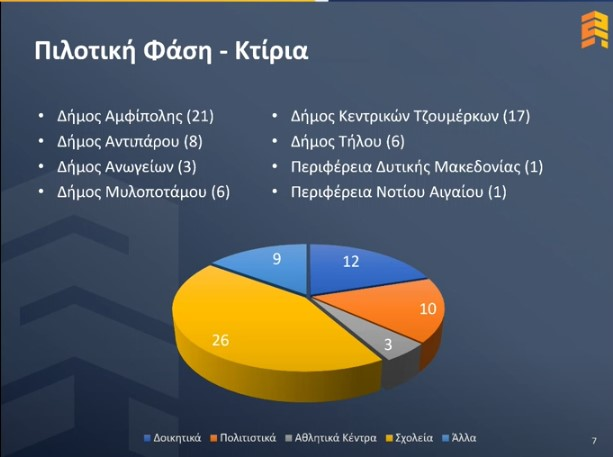 Πιλοτική Φάση - Κτίρια
• Δήμος Αμφίπολης (21)
• Δήμος Αντιπάρου (8)
• Δήμος Ανωγείων (3)
• Δήμος Μυλοποτάμου (6)
• Δήμος Κεντρικών Τζουμέρκων (17)
• Δήμος Τήλου (6)
• Περιφέρεια Δυτικής Μακεδονίας (1)
• Περιφέρεια Νοτίου Αιγαίου (1)
9
12
10
3
26
Διοικητικά Πολιτιστικά Αθλητικά Κέντρα Σχολεία Άλλα
7